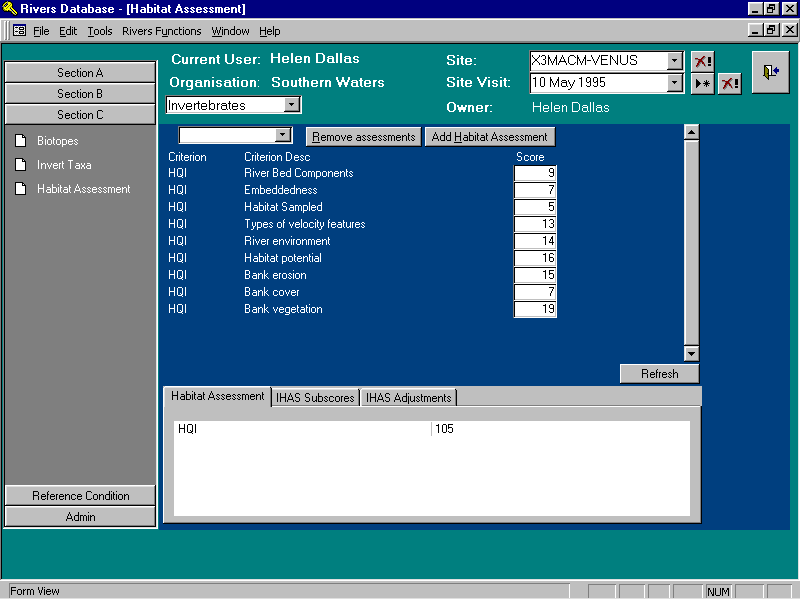 Rivers Database - [Habitat Assessment]
File Edit Tools Rivers Functions Window Help
Current User: Helen Dallas
Site: X3MACM-VENUS
Organisation: Southern Waters
Site Visit: 10 May 1995
Invertebrates
Owner: Helen Dallas
Section A
Section B
Section C
Biotopes
Invert Taxa
Habitat Assessment
Reference Condition
Admin
Remove assessments Add Habitat Assessment
Criterion Criterion Desc Score
HQI River Bed Components 9
HQI Embeddedness 7
HQI Habitat Sampled 5
HQI Types of velocity features 13
HQI River environment 14
HQI Habitat potential 16
HQI Bank erosion 15
HQI Bank cover 7
HQI Bank vegetation 19
Refresh
Habitat Assessment IHAS Subscores IHAS Adjustments
HQI 105
Form View NUM